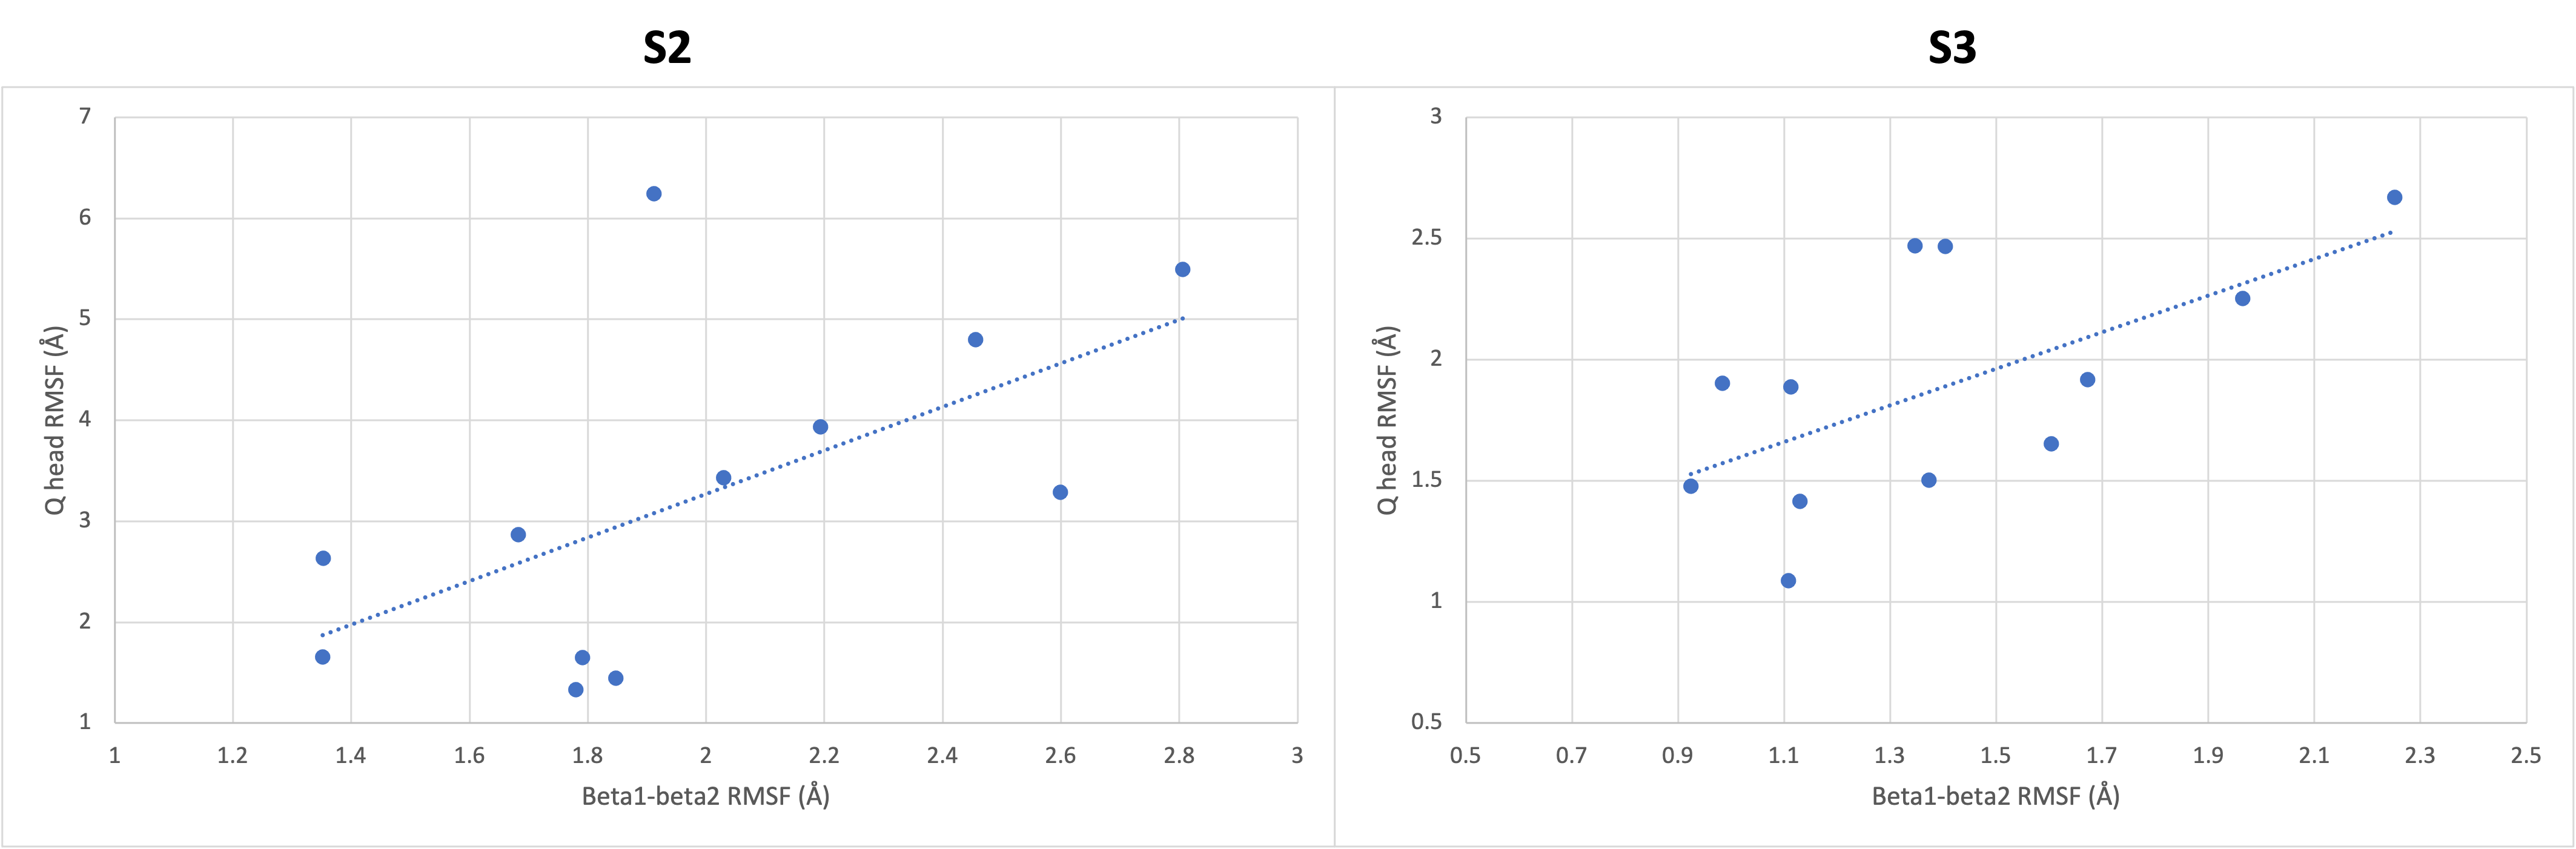 S2
S3
7
6
5
4
3
2
1
Q head RMSF (Å)
1 1.2 1.4 1.6 1.8 2 2.2 2.4 2.6 2.8 3
Beta1-beta2 RMSF (Å)
3
2.5
2
1.5
1
0.5
Q head RMSF (Å)
0.5 0.7 0.9 1.1 1.3 1.5 1.7 1.9 2.1 2.3 2.5
Beta1-beta2 RMSF (Å)